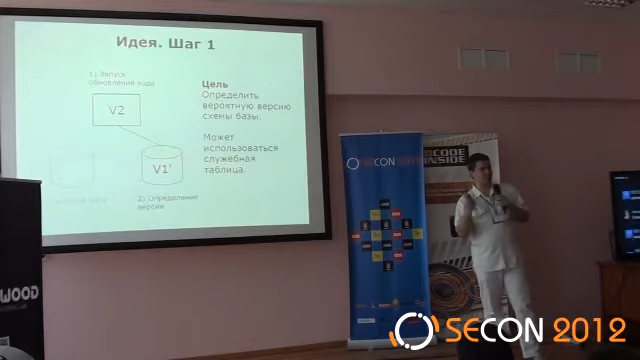 Идея. Шаг 1
1) Запуск
обновления кода
V2
V1'
2) Определение
версии
Цель
Определить
вероятную версию
схемы базы.
Может
использоваться
служебная
таблица.
SECON 2012
CODE
INSIDE
WOOD
SECON 2012